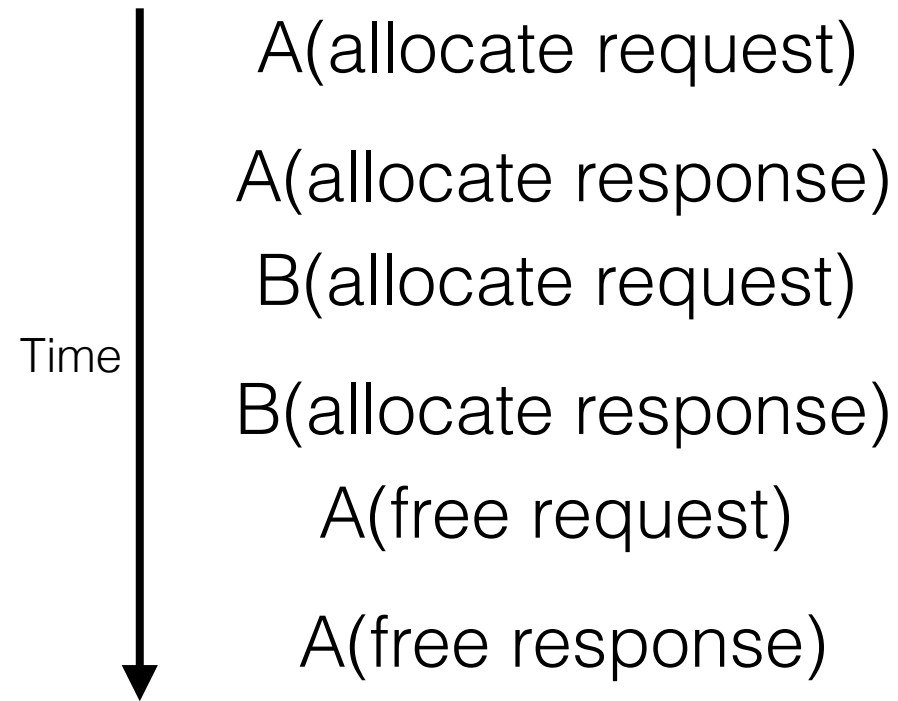 A(allocate request)
A(allocate response)
B(allocate request)
Time
B(allocate response)
A(free request)
A(free response)